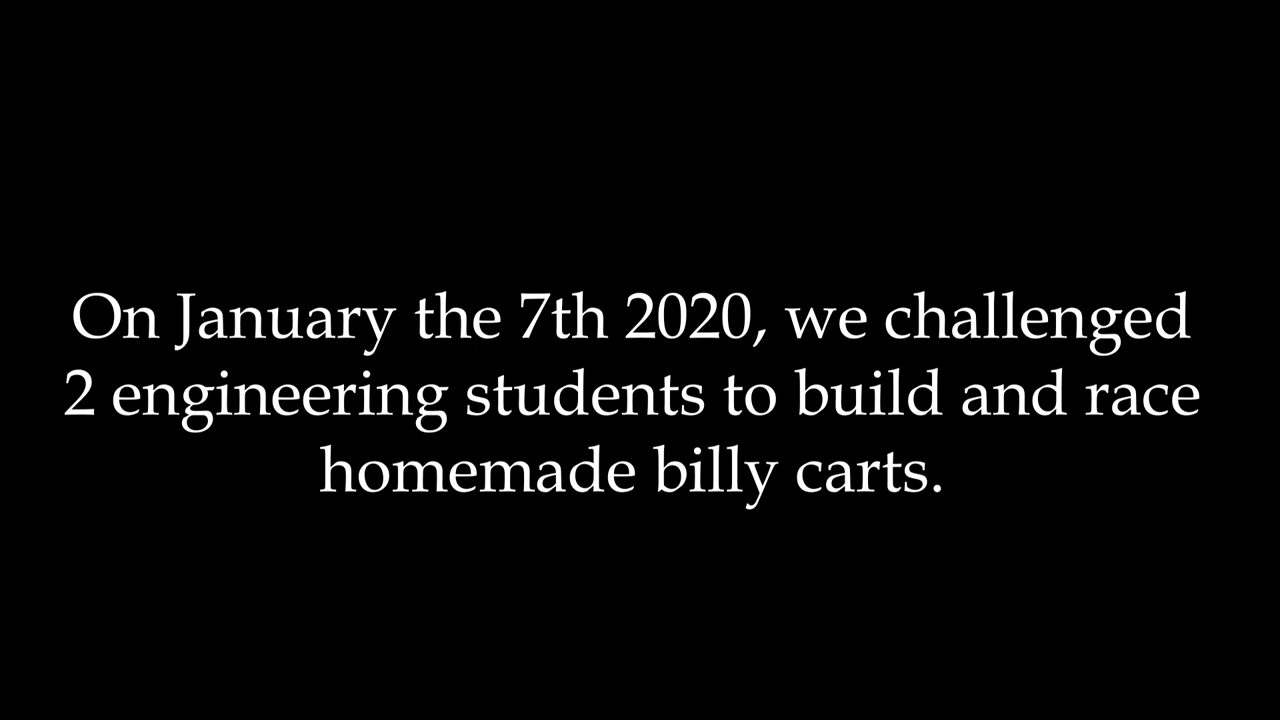 On January the 7th 2020, we challenged
2 engineering students to build and race
homemade billy carts.